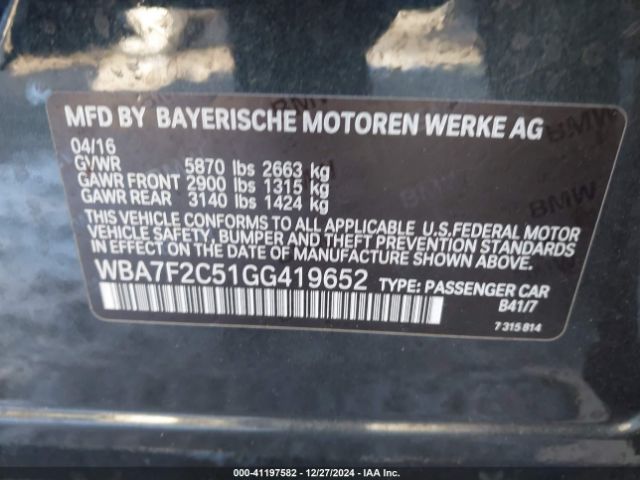 MFD BY BAYERISCHE MOTOREN WERKE AG
04/16
GVWR 5870 lbs 2663 kg
GAWR FRONT 2900 lbs 1315 kg
GAWR REAR 3140 lbs 1424 kg
THIS VEHICLE CONFORMS TO ALL APPLICABLE U.S.FEDERAL MOTOR
VEHICLE SAFETY, BUMPER AND THEFT PREVENTION STANDARDS
IN EFFECT ON THE DATE OF MANUFACTURE SHOWN ABOVE.
WBA7F2C51GG419652 TYPE: PASSENGER CAR
B41/7
7 315 814
BMW
BMW
BMW
000-41197582 - 12/27/2024 - IAA Inc.